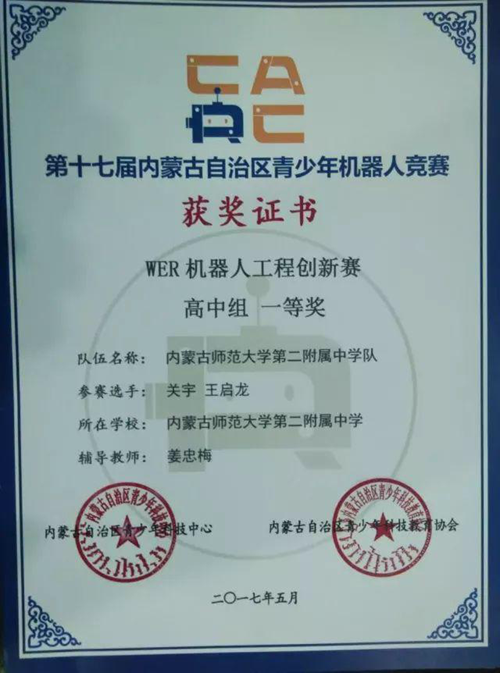 CA
RC
第十七届内蒙古自治区青少年机器人竞赛
获奖证书
WER 机器人工程创新赛
高中组 一等奖
队伍名称： 内蒙古师范大学第二附属中学队
参赛选手： 关宇 王启龙
所在学校： 内蒙古师范大学第二附属中学
辅导教师： 姜忠梅
内蒙古自治区青少年科技中心
内蒙古自治区青少年科技教育协会
二〇一七年五月